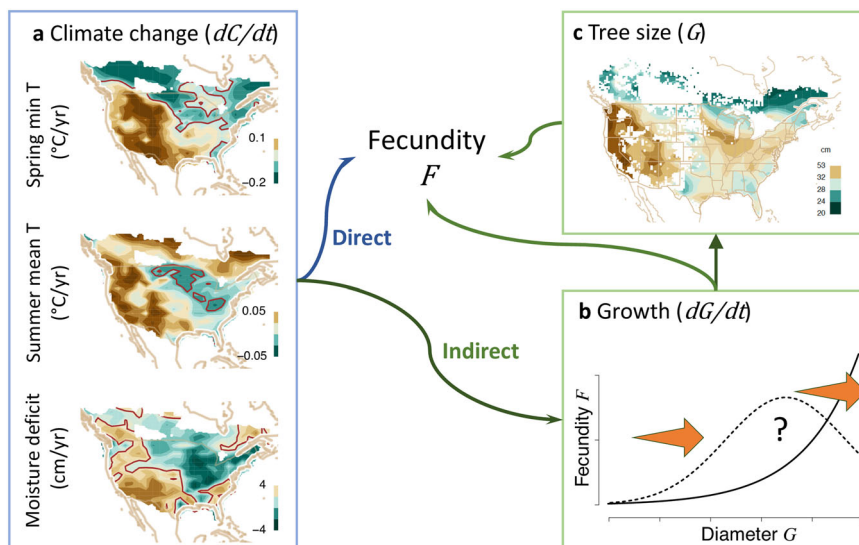 a Climate change (dC/dt)
Spring min T
(°C/yr)
0.1
−0.2
Summer mean T
(°C/yr)
0.05
−0.05
Moisture deficit
(cm/yr)
4
−4
Fecundity
F
Direct
Indirect
c Tree size (G)
cm
53
32
28
24
20
b Growth (dG/dt)
Fecundity F
?
Diameter G